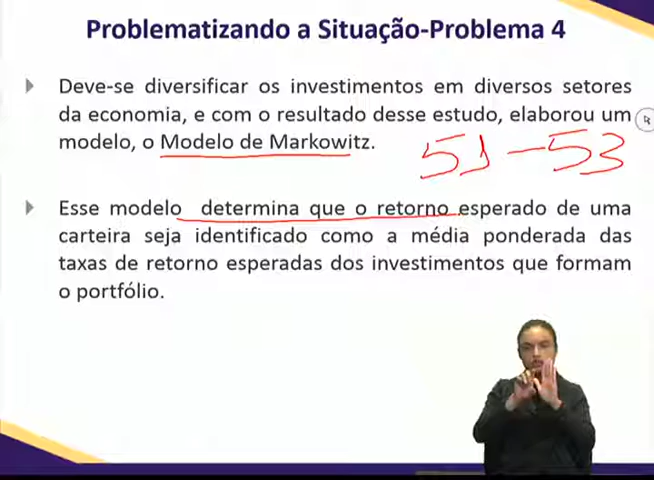 Problematizando a Situação-Problema 4
Deve-se diversificar os investimentos em diversos setores
da economia, e com o resultado desse estudo, elaborou um
modelo, o Modelo de Markowitz.
51-53
Esse modelo determina que o retorno esperado de uma
carteira seja identificado como a média ponderada das
taxas de retorno esperadas dos investimentos que formam
o portfólio.